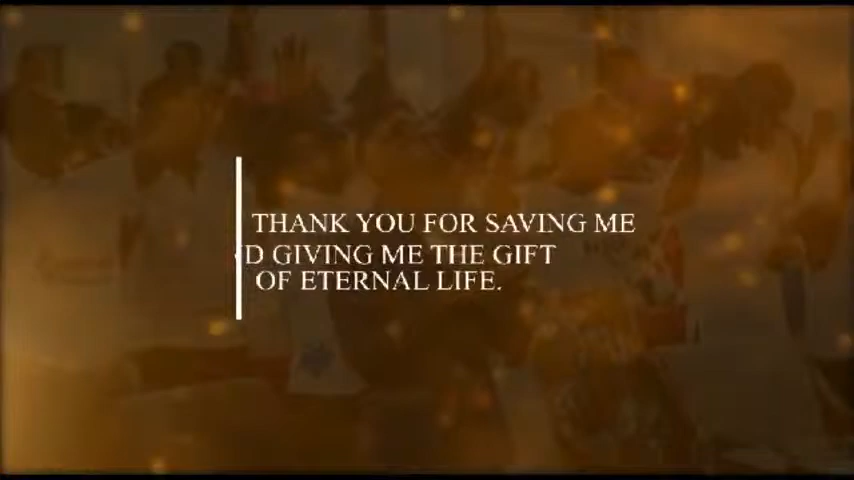 THANK YOU FOR SAVING ME
D GIVING ME THE GIFT
OF ETERNAL LIFE.